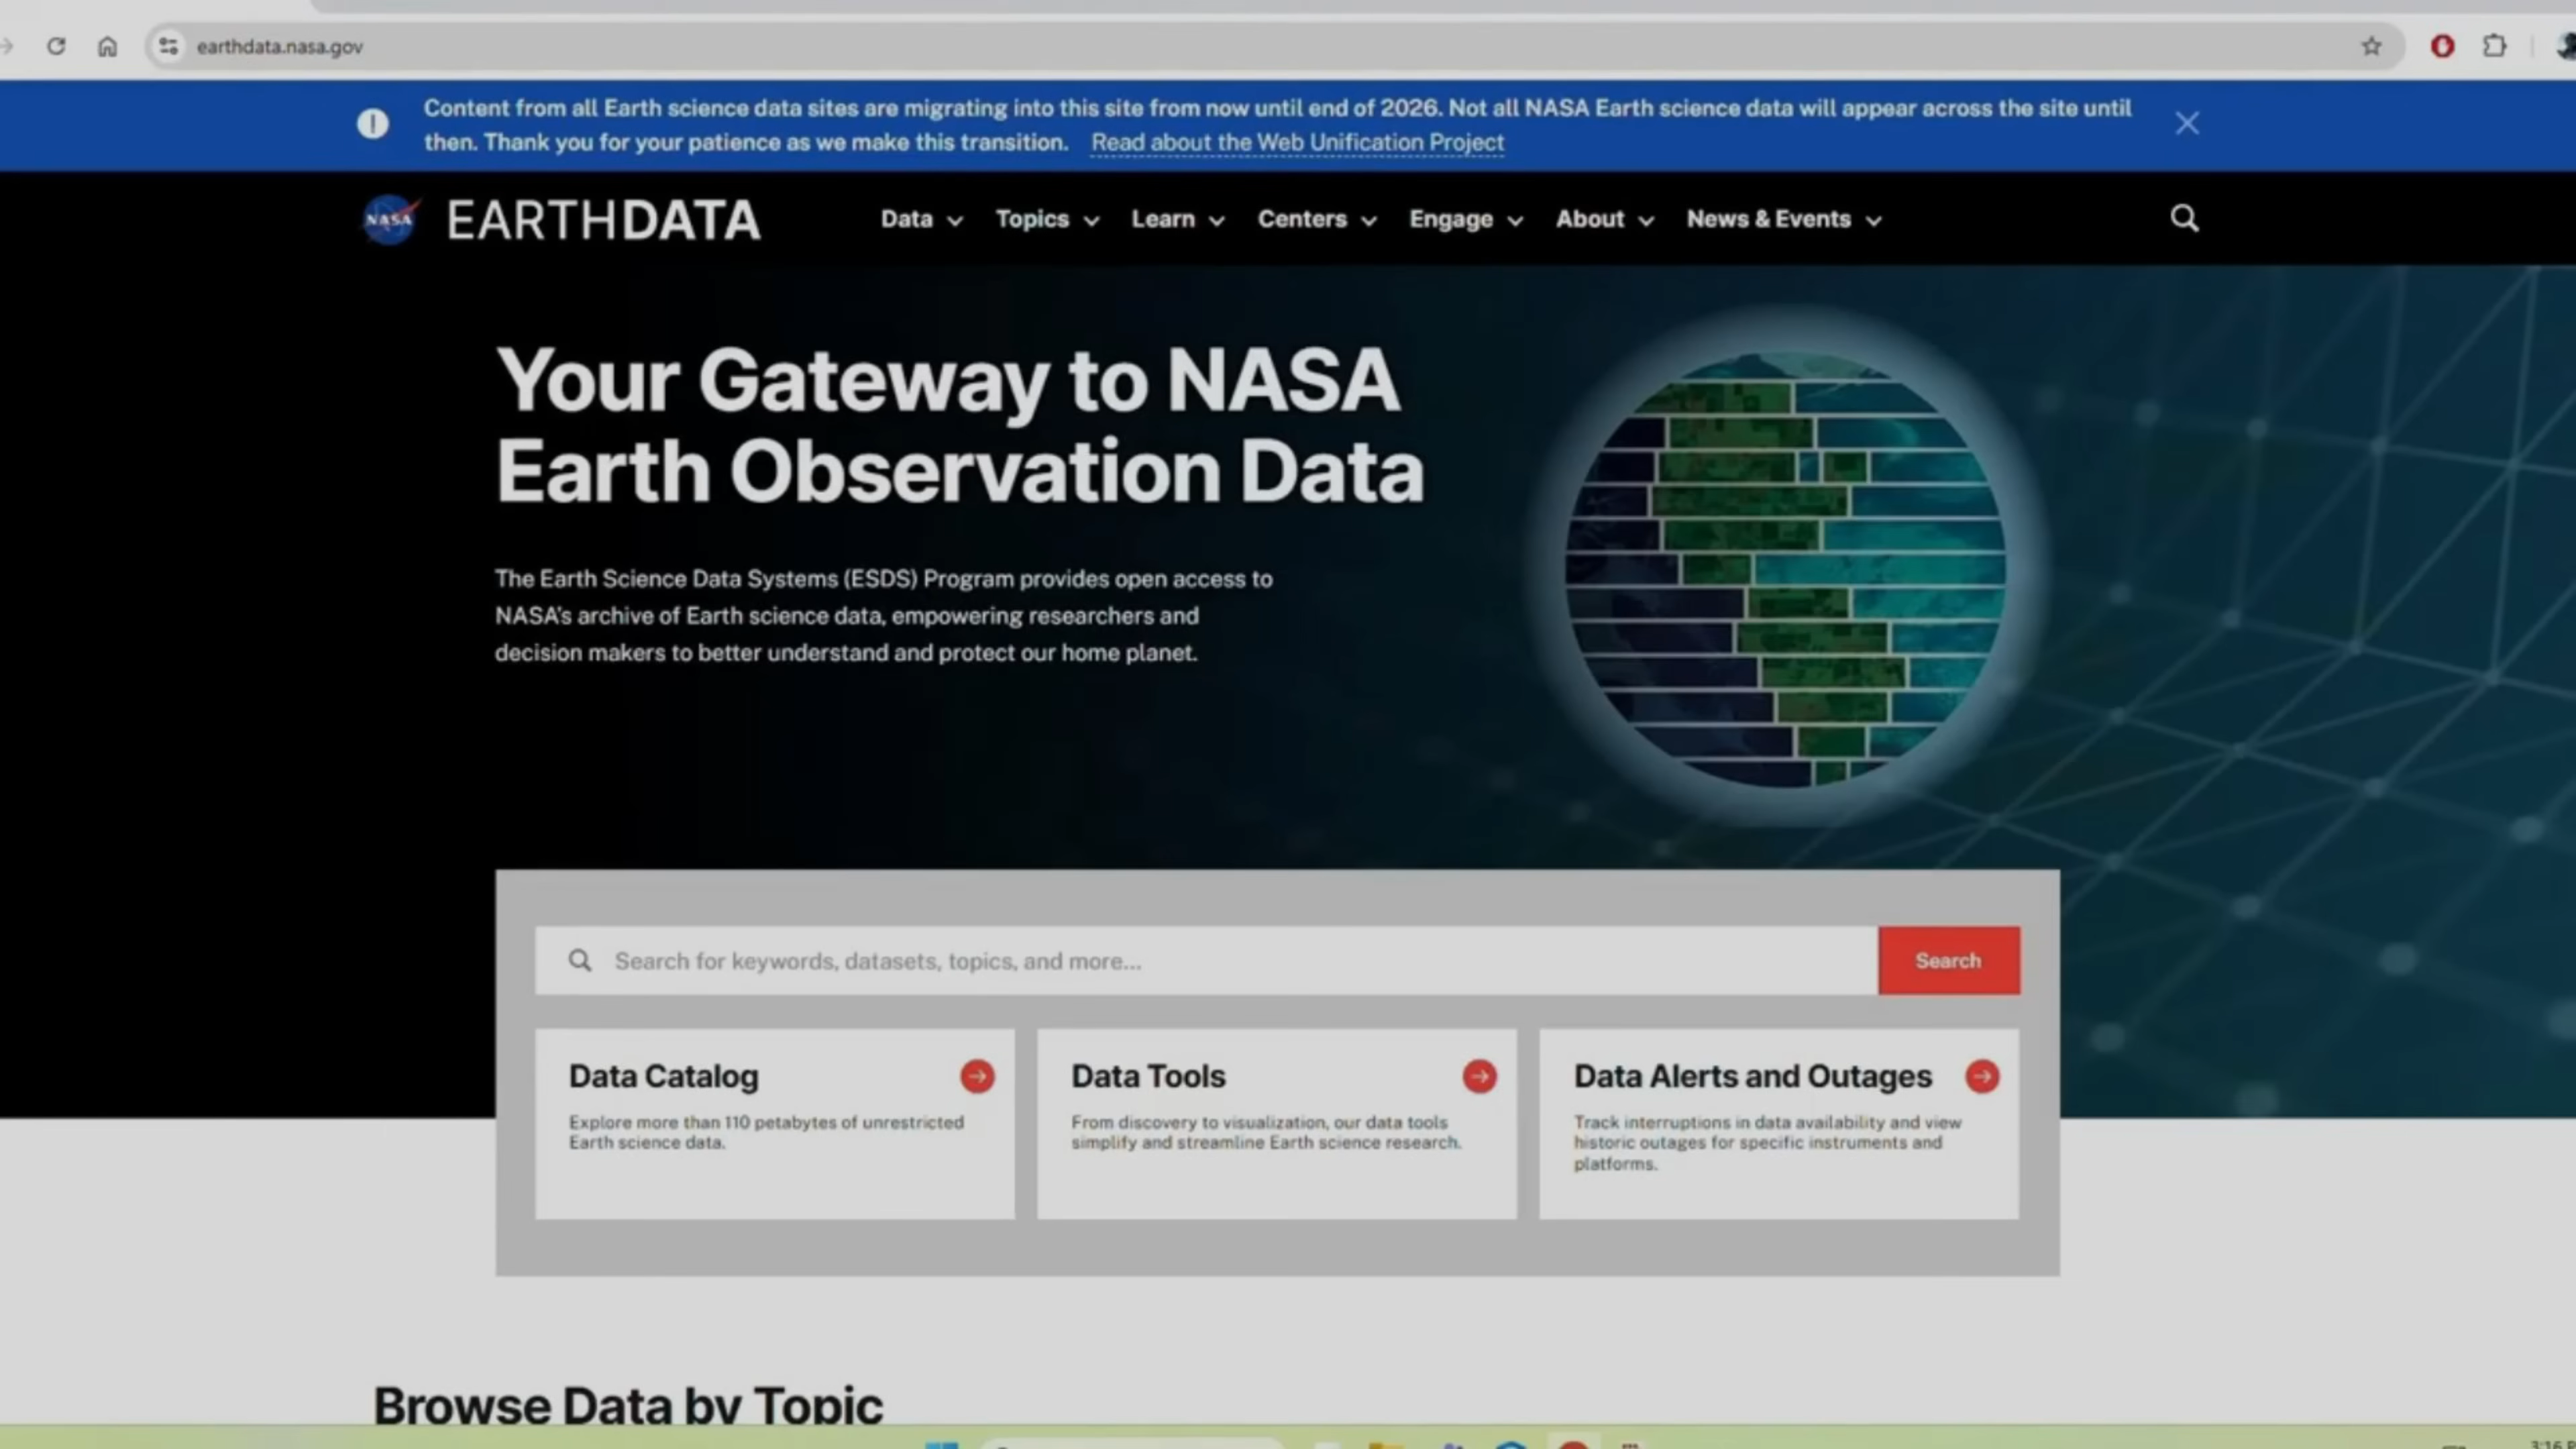 earthdata.nasa.gov
Content from all Earth science data sites are migrating into this site from now until end of 2026. Not all NASA Earth science data will appear across the site until
then. Thank you for your patience as we make this transition. Read about the Web Unification Project
NASA EARTHDATA Data Topics Learn Centers Engage About News & Events
Your Gateway to NASA
Earth Observation Data
The Earth Science Data Systems (ESDS) Program provides open access to
NASA's archive of Earth science data, empowering researchers and
decision makers to better understand and protect our home planet.
Search for keywords, datasets, topics, and more... Search
Data Catalog
Explore more than 110 petabytes of unrestricted
Earth science data.
Data Tools
From discovery to visualization, our data tools
simplify and streamline Earth science research.
Data Alerts and Outages
Track interruptions in data availability and view
historic outages for specific instruments and
platforms.
Browse Data by Topic